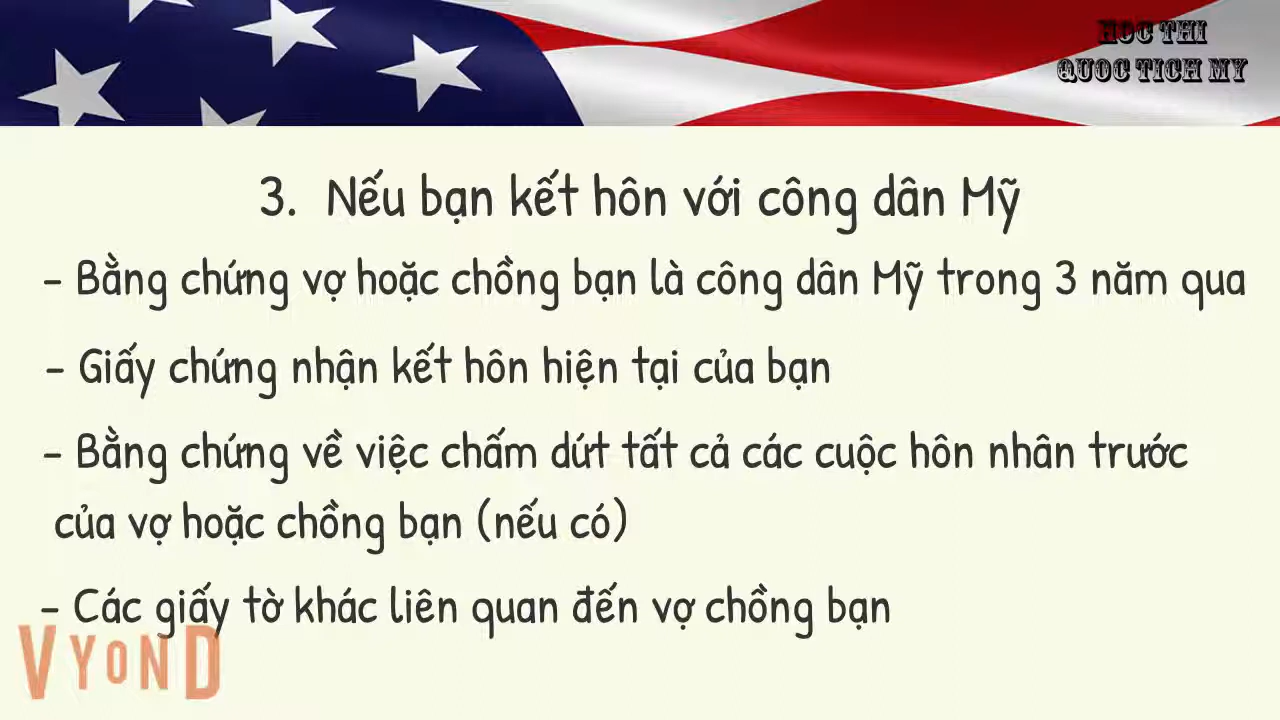 HOC THI
QUOC TICH MY
3. Nếu bạn kết hôn với công dân Mỹ
- Bằng chứng vợ hoặc chồng bạn là công dân Mỹ trong 3 năm qua
- Giấy chứng nhận kết hôn hiện tại của bạn
- Bằng chứng về việc chấm dứt tất cả các cuộc hôn nhân trước
của vợ hoặc chồng bạn (nếu có)
- Các giấy tờ khác liên quan đến vợ chồng bạn
VYOND